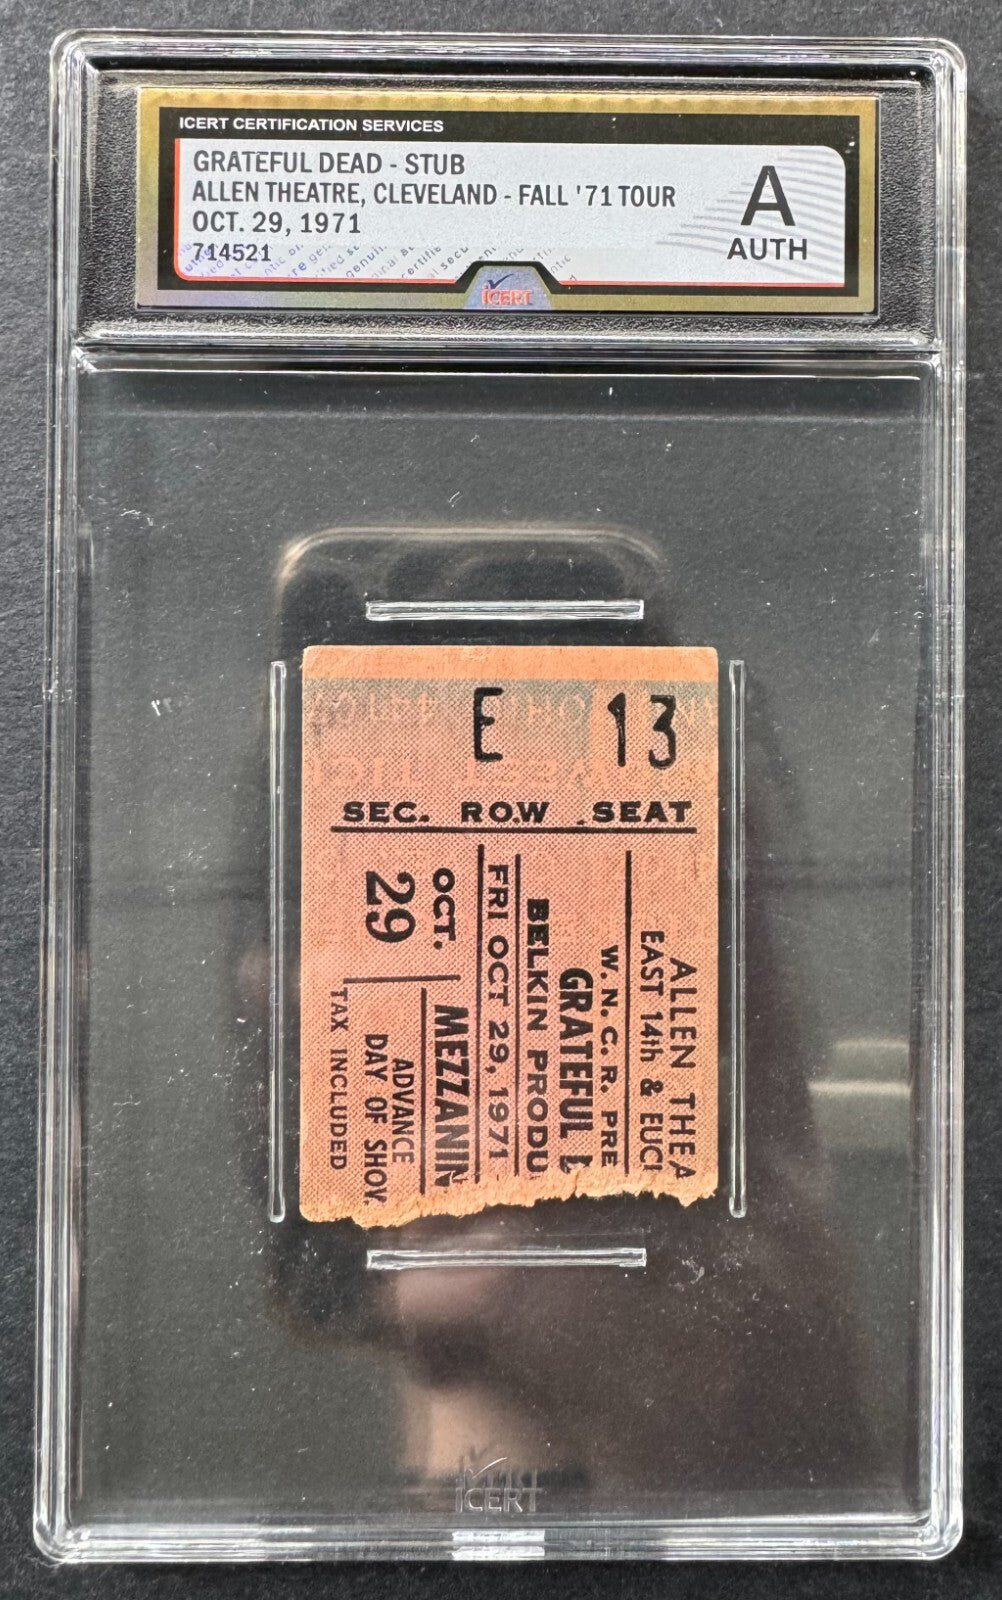 ICERT CERTIFICATION SERVICES
GRATEFUL DEAD - STUB
ALLEN THEATRE, CLEVELAND - FALL '71 TOUR
OCT. 29, 1971
714521
A
AUTH
ICERT
E 13
SEC. ROW SEAT
ALLEN THEA
EAST 14th & EUCL
W.N.C.R. PRE
GRATEFUL D
BELKIN PRODU
FRI OCT 29, 1971
OCT.
29
MEZZANIN
ADVANCE
DAY OF SHOW
TAX INCLUDED
ICERT